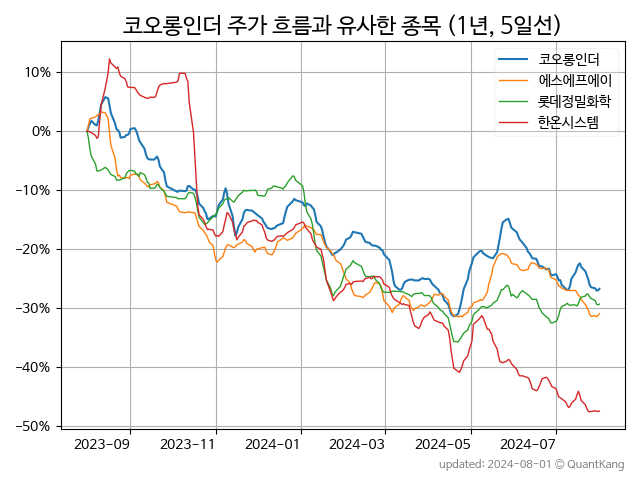 코오롱인더 주가 흐름과 유사한 종목 (1년, 5일선)
코오롱인더
에스에프에이
롯데정밀화학
한온시스템
10%
0%
−10%
−20%
−30%
−40%
−50%
2023-09 2023-11 2024-01 2024-03 2024-05 2024-07
updated: 2024-08-01 © QuantKang